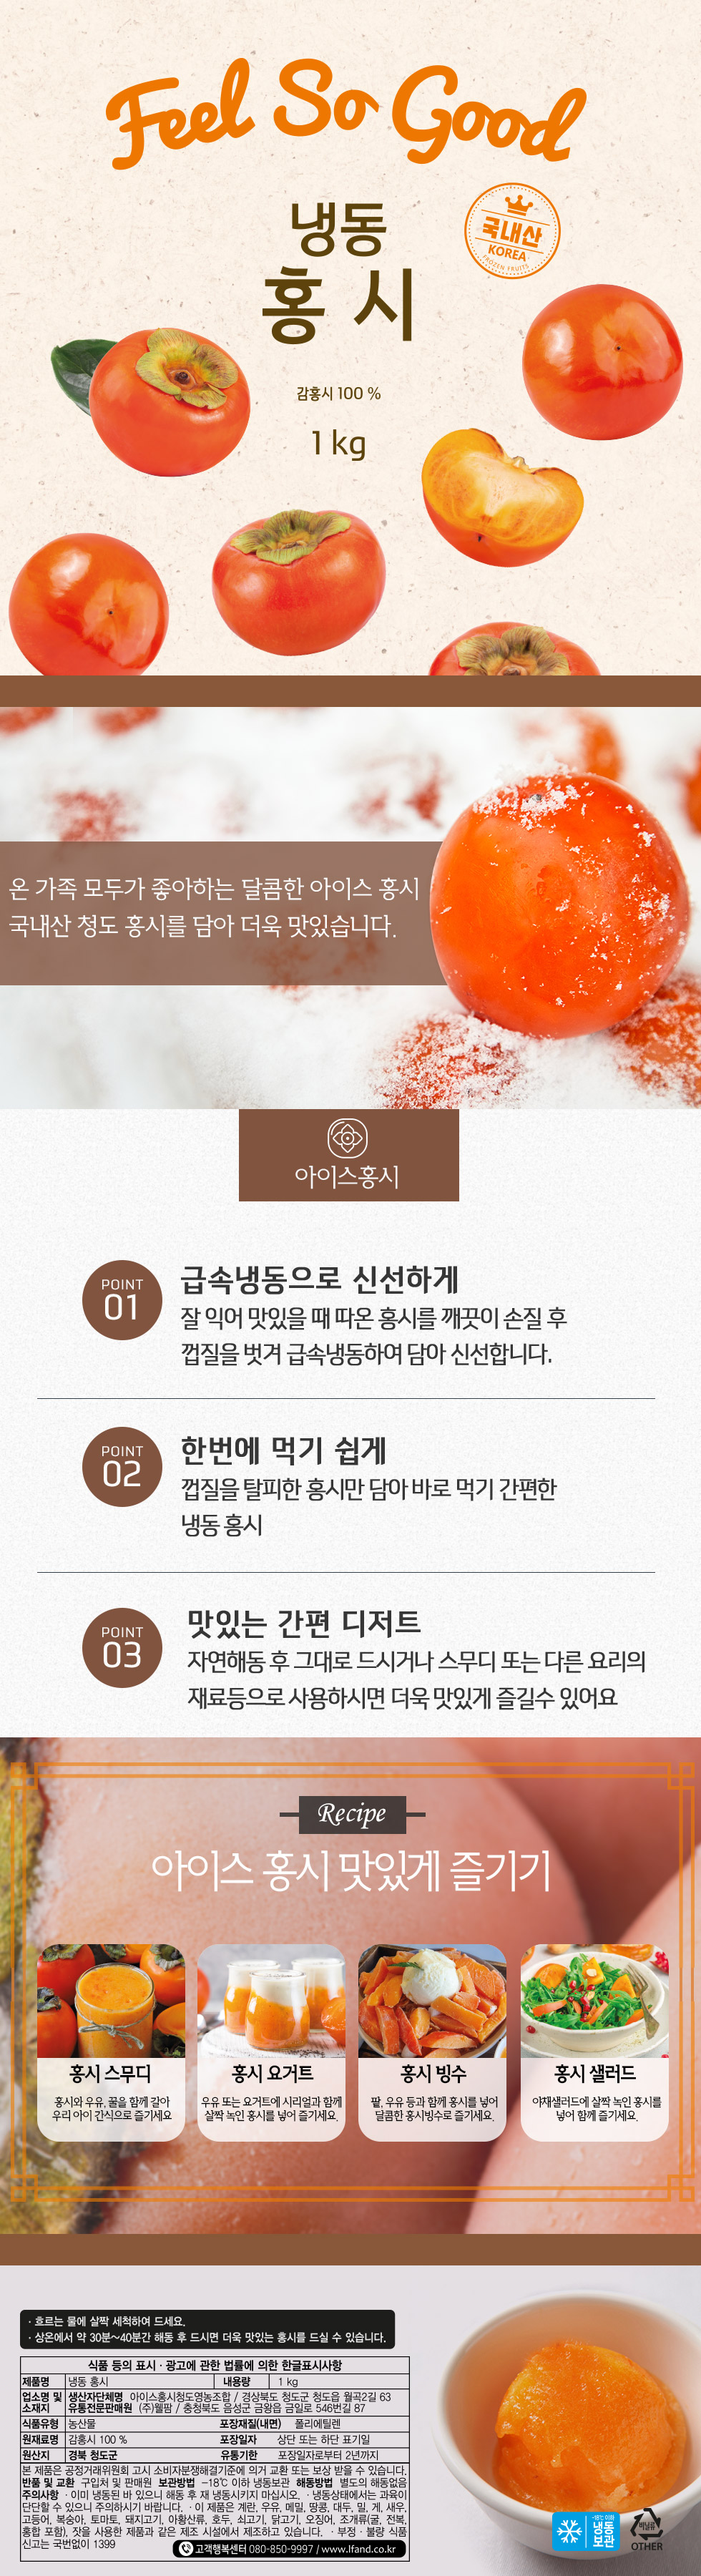 Feel So Good
냉동
홍 시
국내산
KOREA
FROZEN FRUITS
감홍시 100 %
1 kg
온 가족 모두가 좋아하는 달콤한 아이스 홍시
국내산 청도 홍시를 담아 더욱 맛있습니다.
아이스홍시
POINT
01
급속냉동으로 신선하게
잘 익어 맛있을 때 따온 홍시를 깨끗이 손질 후
껍질을 벗겨 급속냉동하여 담아 신선합니다.
POINT
02
한번에 먹기 쉽게
껍질을 탈피한 홍시만 담아 바로 먹기 간편한
냉동 홍시
POINT
03
맛있는 간편 디저트
자연해동 후 그대로 드시거나 스무디 또는 다른 요리의
재료등으로 사용하시면 더욱 맛있게 즐길수 있어요
Recipe
아이스 홍시 맛있게 즐기기
홍시 스무디
홍시와 우유, 꿀을 함께 갈아
우리 아이 간식으로 즐기세요
홍시 요거트
우유 또는 요거트에 시리얼과 함께
살짝 녹인 홍시를 넣어 즐기세요.
홍시 빙수
팥, 우유 등과 함께 홍시를 넣어
달콤한 홍시빙수로 즐기세요.
홍시 샐러드
야채샐러드에 살짝 녹인 홍시를
넣어 함께 즐기세요.
· 흐르는 물에 살짝 세척하여 드세요.
· 상온에서 약 30분~40분간 해동 후 드시면 더욱 맛있는 홍시를 드실 수 있습니다.
식품 등의 표시 · 광고에 관한 법률에 의한 한글표시사항
제품명 냉동 홍시 내용량 1 kg
업소명 및 소재지 생산자단체명 아이스홍시청도영농조합 / 경상북도 청도군 청도읍 월곡2길 63
유통전문판매원 (주)웰팜 / 충청북도 음성군 금왕읍 금일로 546번길 87
식품유형 농산물 포장재질(내면) 폴리에틸렌
원재료명 감홍시 100 % 포장일자 상단 또는 하단 표기일
원산지 경북 청도군 유통기한 포장일자로부터 2년까지
본 제품은 공정거래위원회 고시 소비자분쟁해결기준에 의거 교환 또는 보상 받을 수 있습니다.
반품 및 교환 구입처 및 판매원 보관방법 -18℃ 이하 냉동보관 해동방법 별도의 해동없음
주의사항 · 이미 냉동된 바 있으니 해동 후 재 냉동시키지 마십시오. · 냉동상태에서는 과육이
단단할 수 있으니 주의하시기 바랍니다. · 이 제품은 계란, 우유, 메밀, 땅콩, 대두, 밀, 게, 새우,
고등어, 복숭아, 토마토, 돼지고기, 아황산류, 호두, 쇠고기, 닭고기, 오징어, 조개류(굴, 전복,
홍합 포함), 잣을 사용한 제품과 같은 제조 시설에서 제조하고 있습니다. · 부정 · 불량 식품
신고는 국번없이 1399
고객행복센터 080-850-9997 / www.lfand.co.kr
-18℃ 이하
냉동
보관
비닐류
OTHER